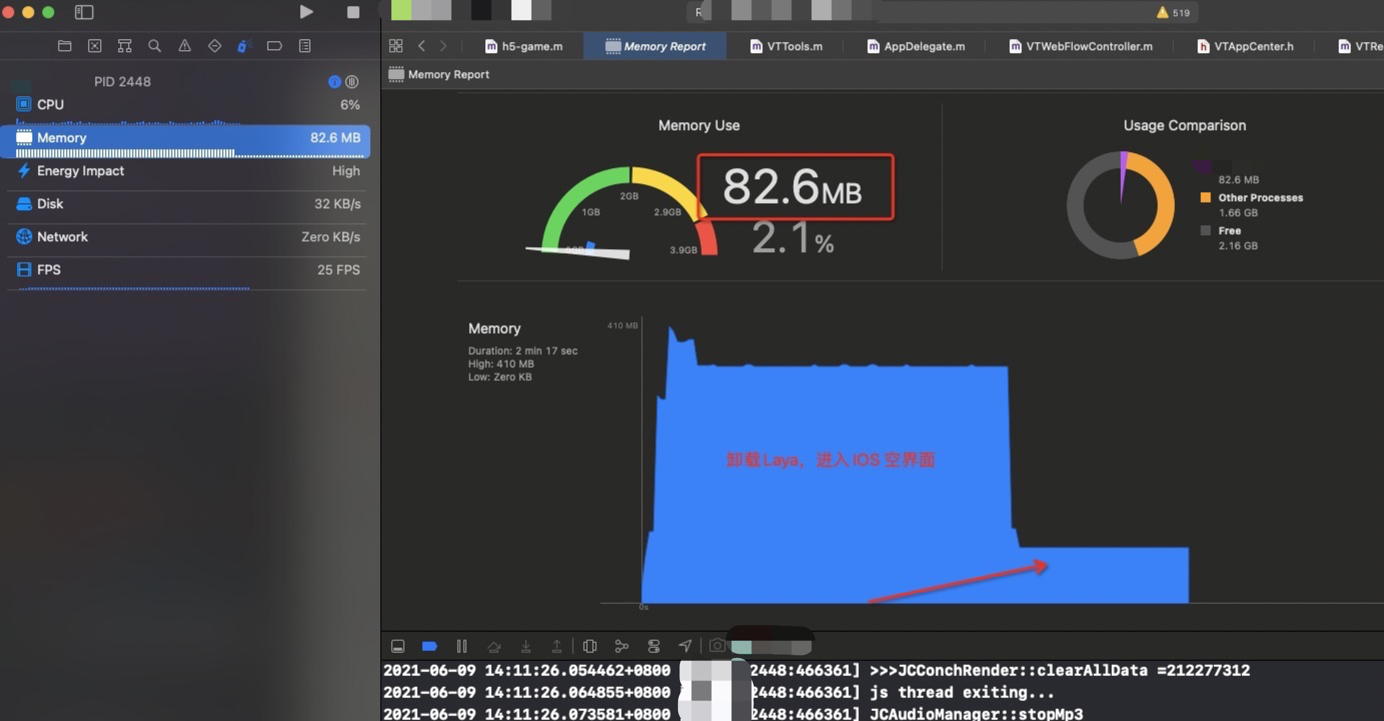 519
h5-game.m
Memory Report
VTTools.m
AppDelegate.m
VTWebFlowController.m
VTAppCenter.h
VTRe
Memory Report
PID 2448
CPU
6%
Memory
82.6 MB
Energy Impact
High
Disk
32 KB/s
Network
Zero KB/s
FPS
25 FPS
Memory Use
82.6MB
2.1%
1GB
2GB
2.9GB
3.9GB
Usage Comparison
82.6 MB
Other Processes
1.66 GB
Free
2.16 GB
Memory
Duration: 2 min 17 sec
High: 410 MB
Low: Zero KB
410 MB
卸载Laya，进入IOS 空界面
0s
2021-06-09 14:11:26.054462+0800 2448:466361] >>>JCConchRender::clearAllData =212277312
2021-06-09 14:11:26.064855+0800 2448:466361] js thread exiting...
2021-06-09 14:11:26.073581+0800 2448:466361] JCAudioManager::stopMp3